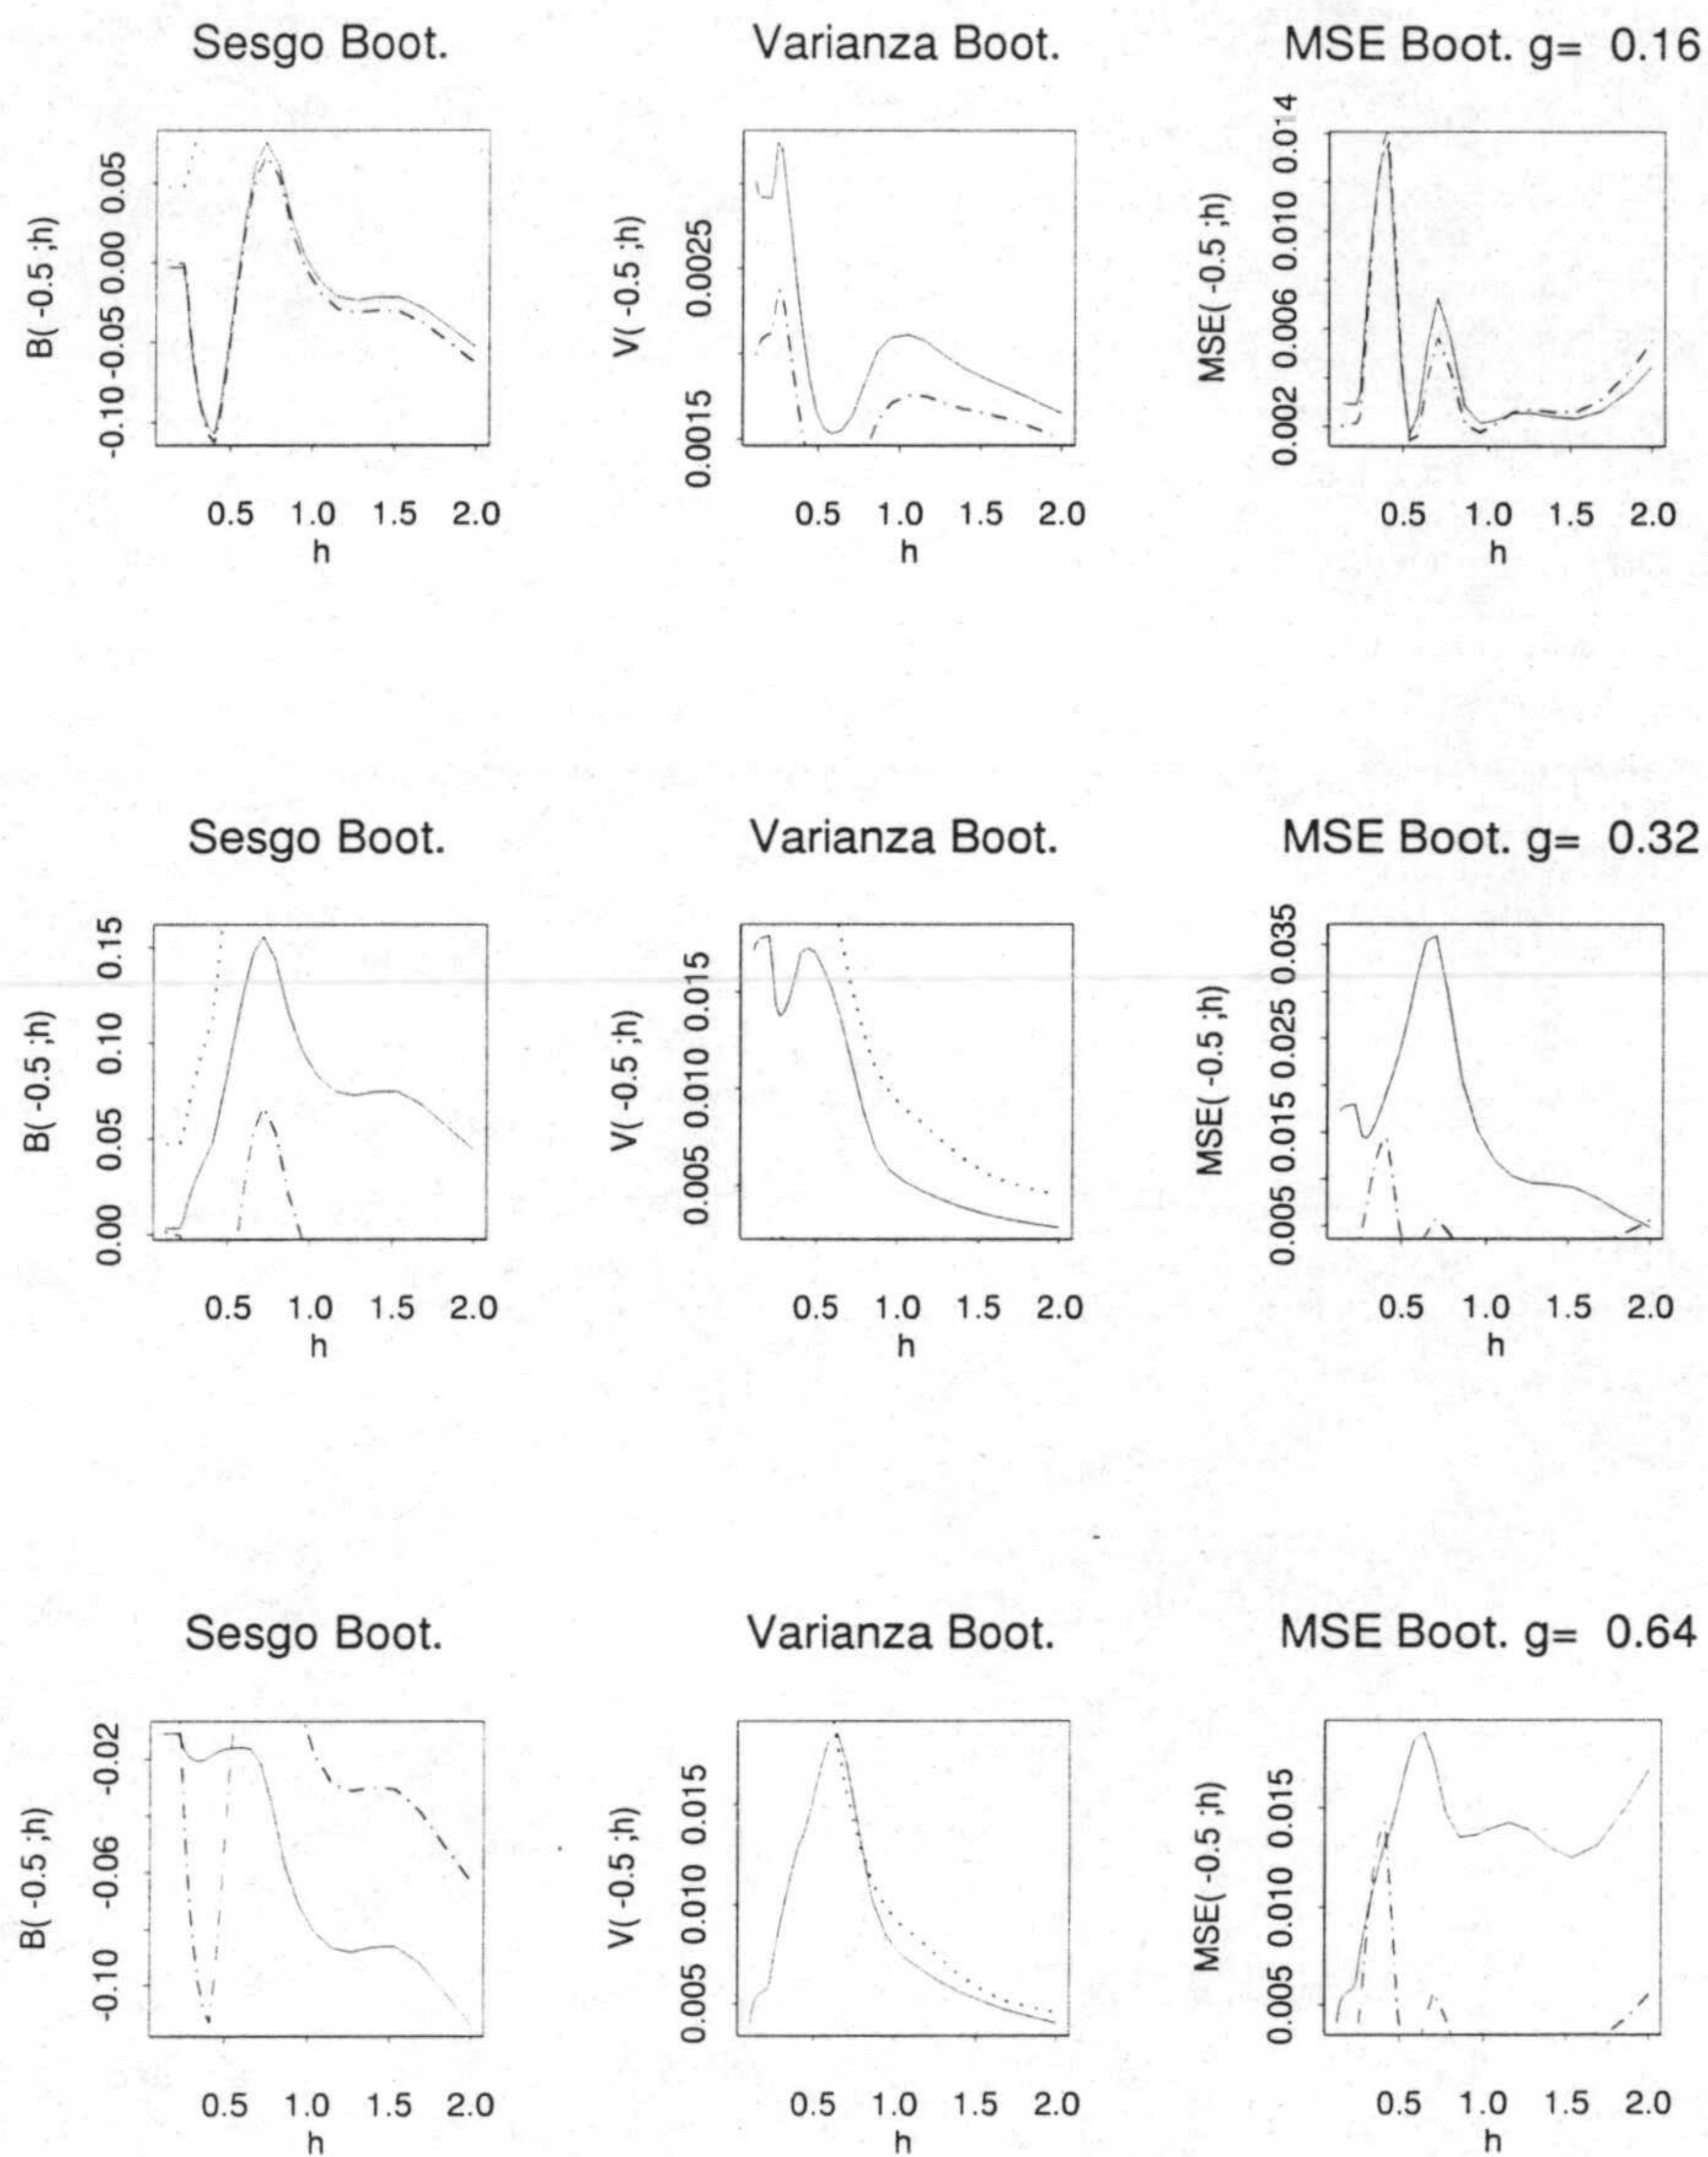 Sesgo Boot.
Varianza Boot.
MSE Boot. g= 0.16
B( -0.5 ;h)
-0.10 -0.05 0.00 0.05
0.5 1.0 1.5 2.0
h
V( -0.5 ;h)
0.0015 0.0025
0.5 1.0 1.5 2.0
h
MSE( -0.5 ;h)
0.002 0.006 0.010 0.014
0.5 1.0 1.5 2.0
h
Sesgo Boot.
Varianza Boot.
MSE Boot. g= 0.32
B( -0.5 ;h)
0.00 0.05 0.10 0.15
0.5 1.0 1.5 2.0
h
V( -0.5 ;h)
0.005 0.010 0.015
0.5 1.0 1.5 2.0
h
MSE( -0.5 ;h)
0.005 0.015 0.025 0.035
0.5 1.0 1.5 2.0
h
Sesgo Boot.
Varianza Boot.
MSE Boot. g= 0.64
B( -0.5 ;h)
-0.10 -0.06 -0.02
0.5 1.0 1.5 2.0
h
V( -0.5 ;h)
0.005 0.010 0.015
0.5 1.0 1.5 2.0
h
MSE( -0.5 ;h)
0.005 0.010 0.015
0.5 1.0 1.5 2.0
h